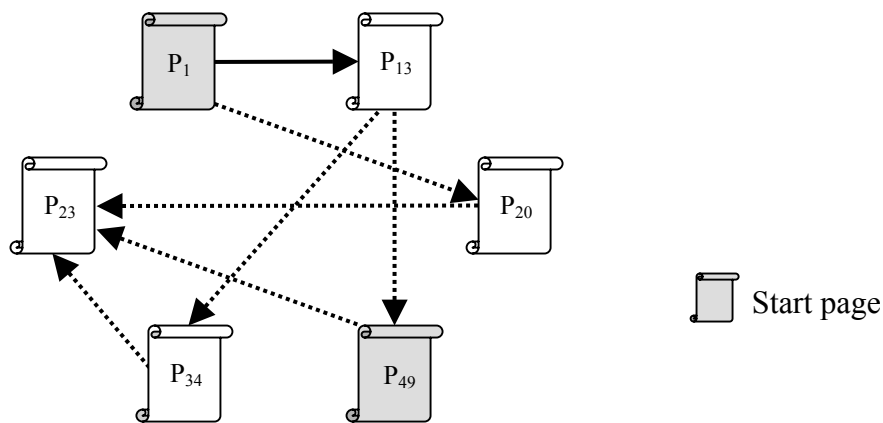 P₁
P₁₃
P₂₃
P₂₀
Start page
P₃₄
P₄₉